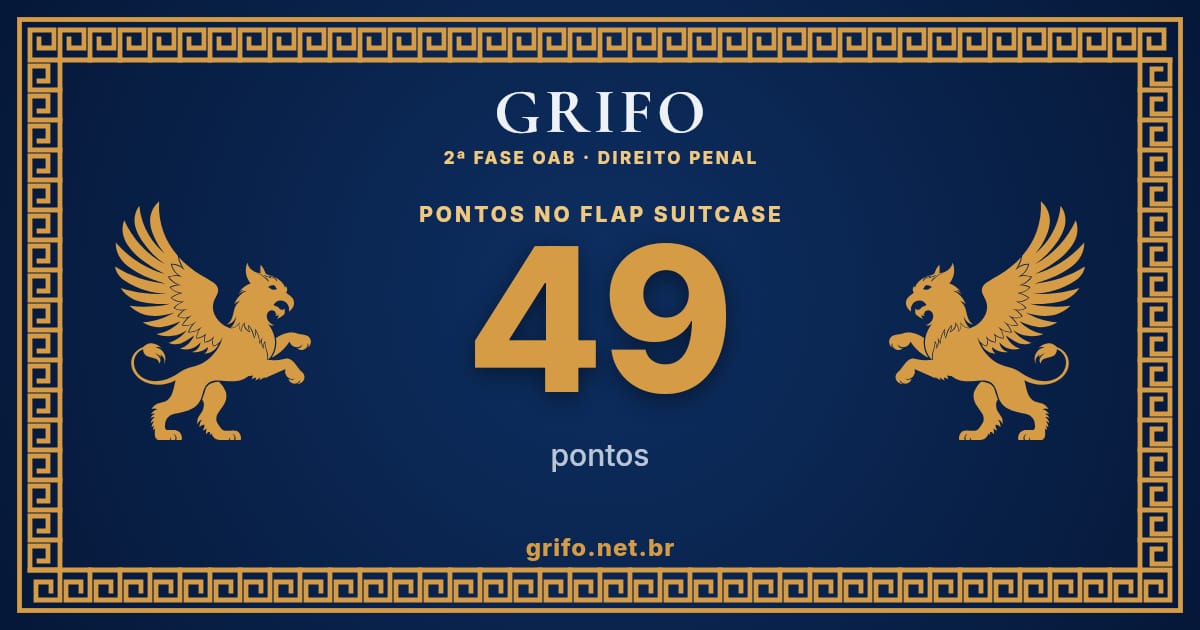 GRIFO
2ª FASE OAB · DIREITO PENAL
PONTOS NO FLAP SUITCASE
49
pontos
grifo.net.br